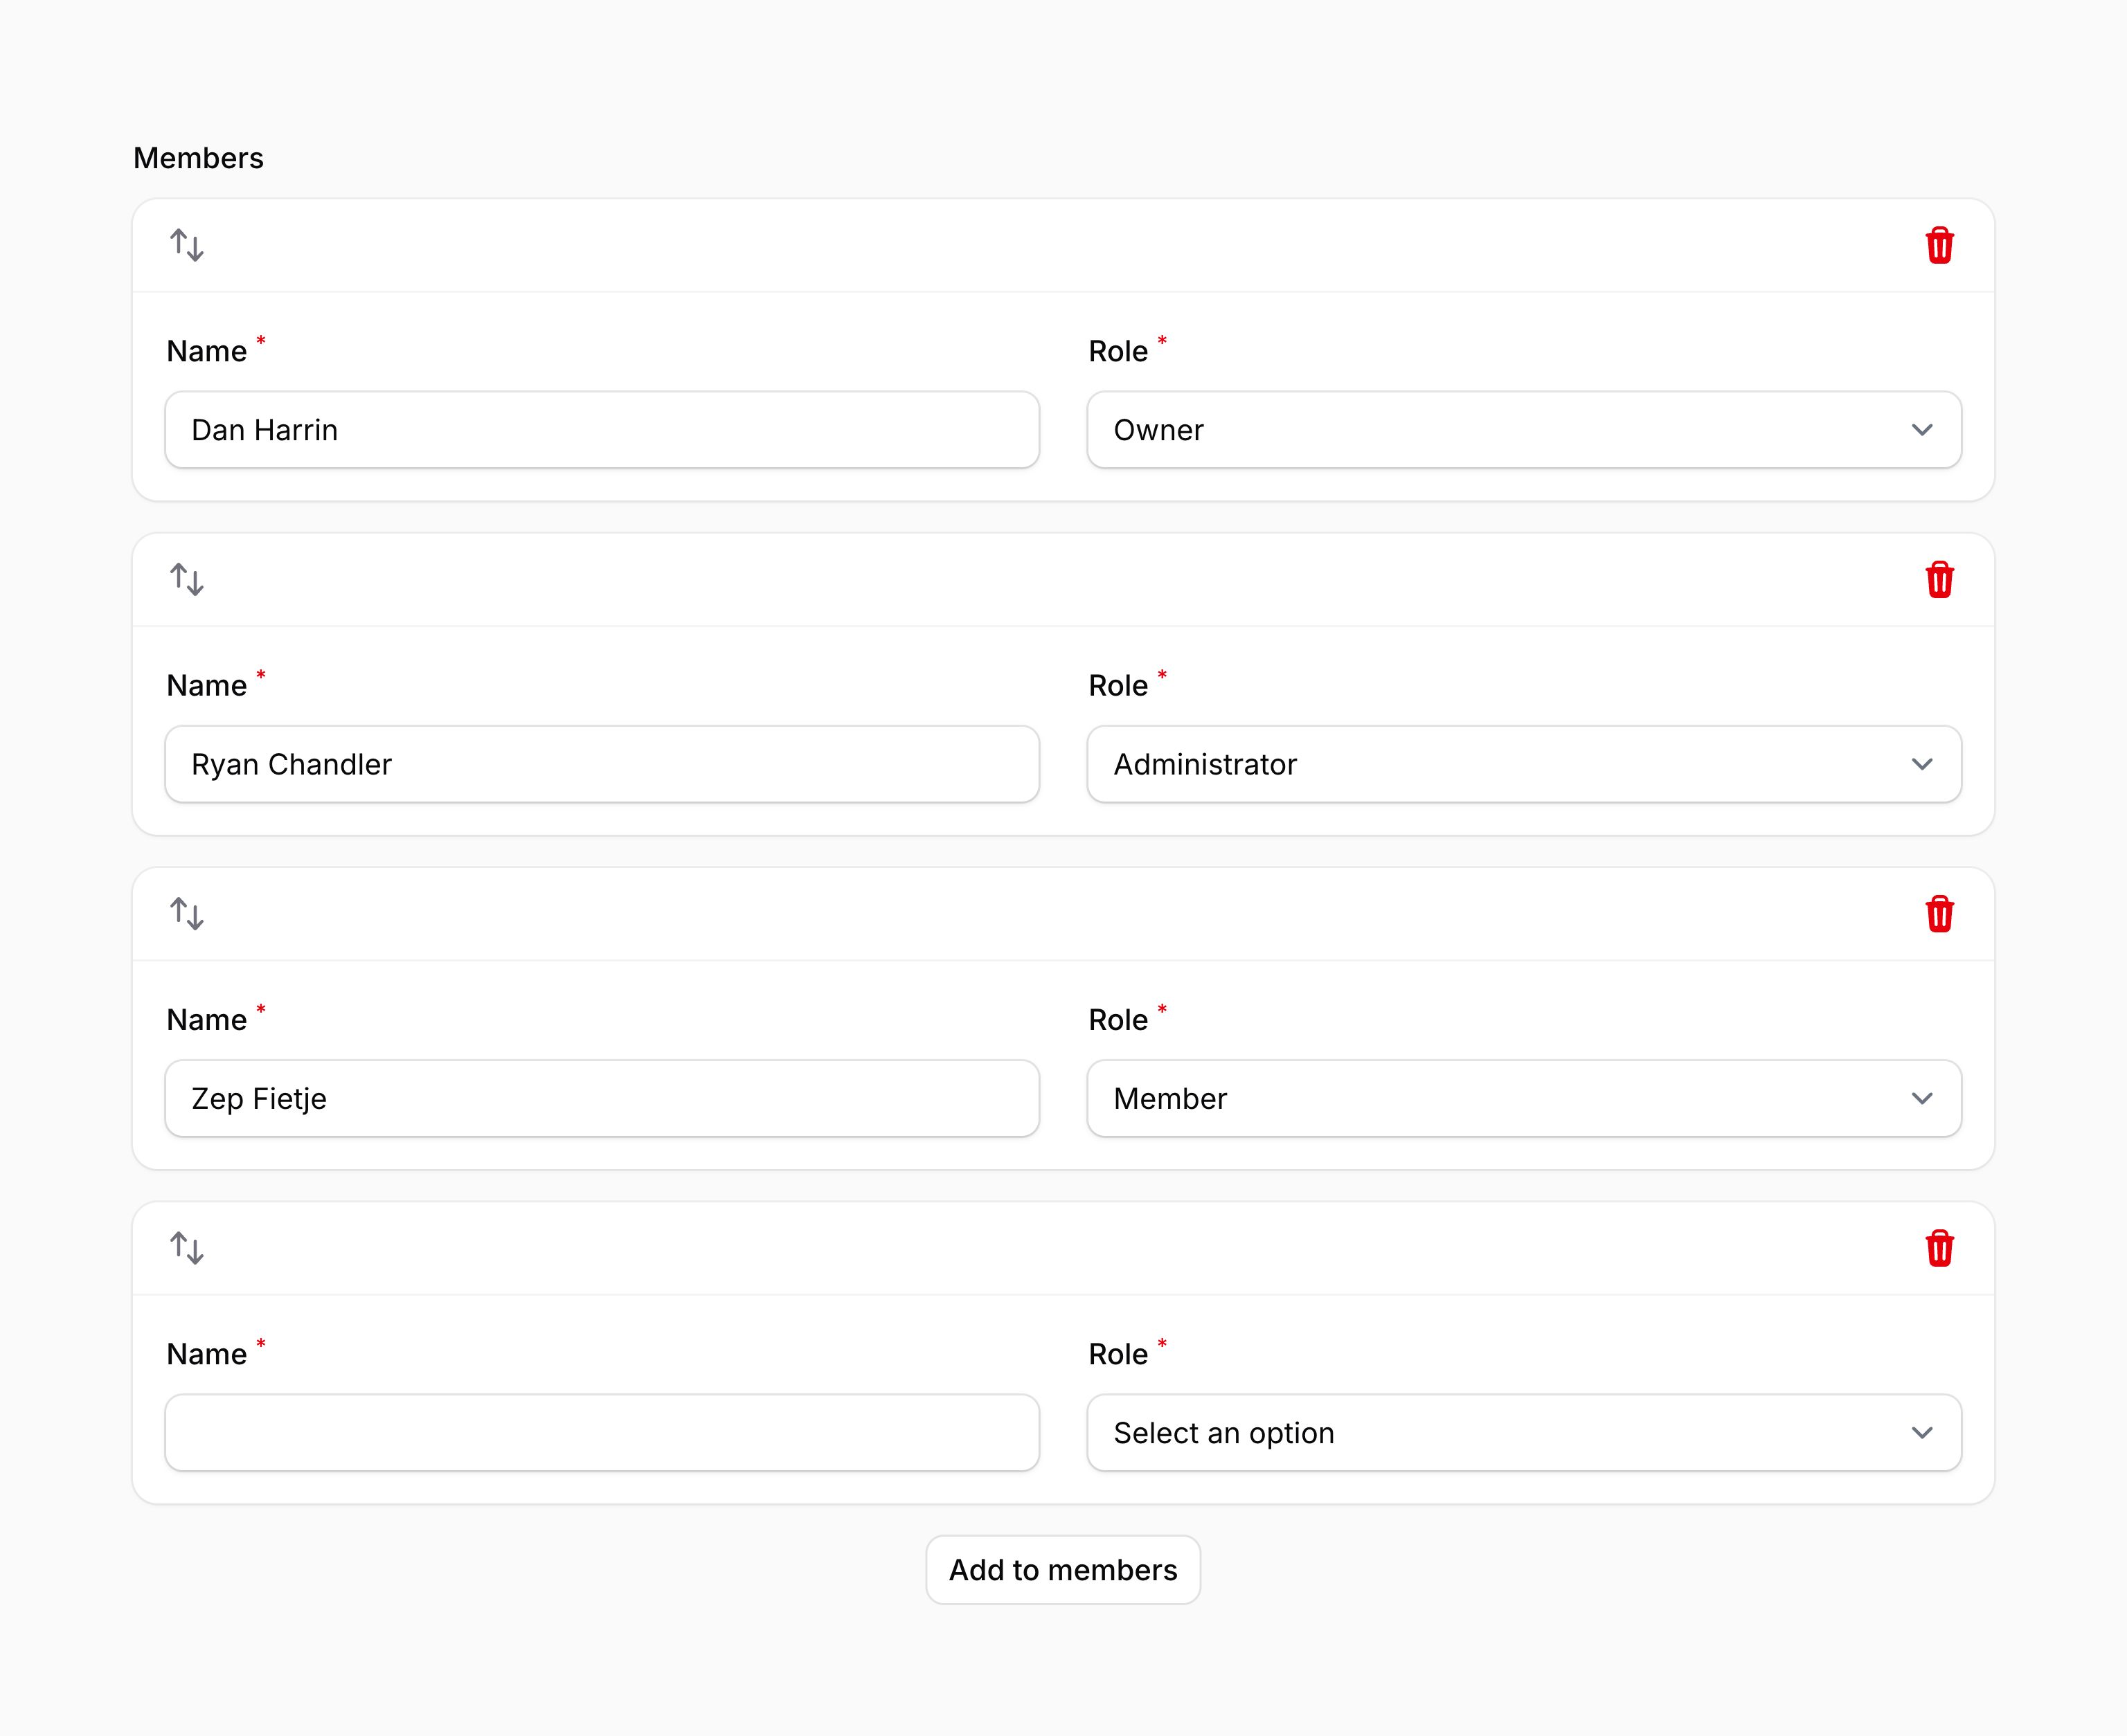 Members
Name * Role *
Dan Harrin Owner
Name * Role *
Ryan Chandler Administrator
Name * Role *
Zep Fietje Member
Name * Role *
Select an option
Add to members